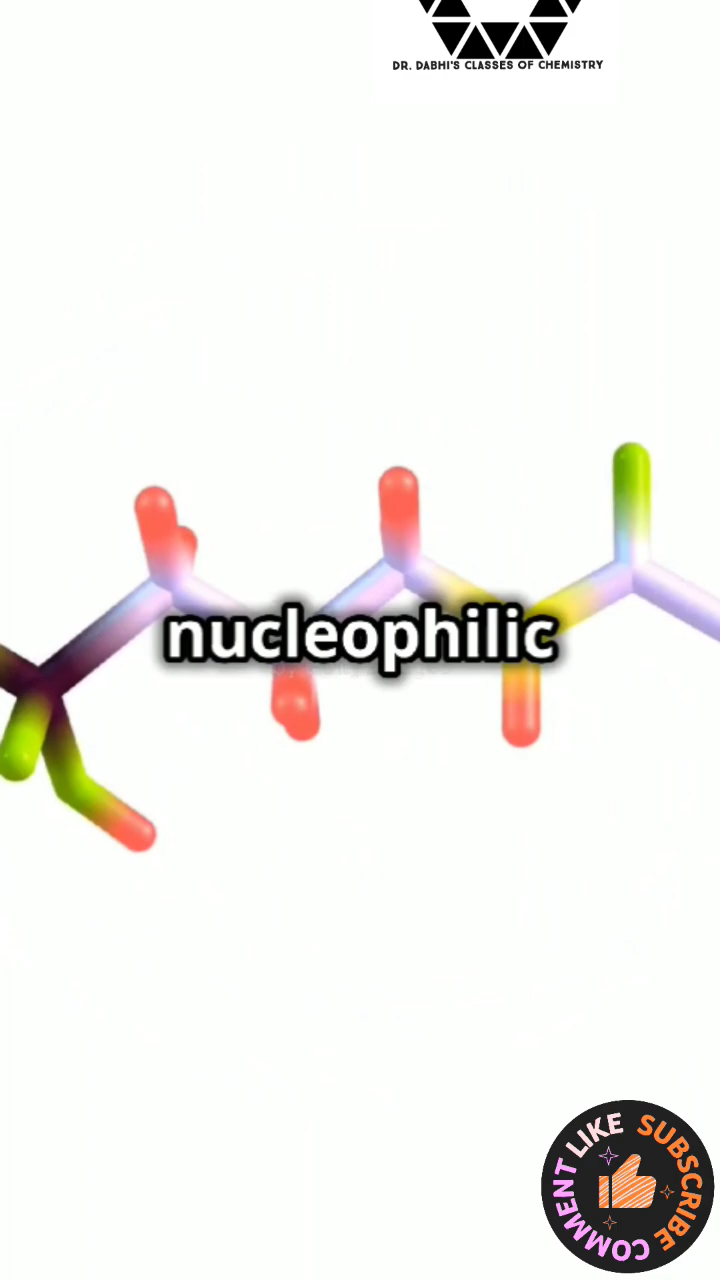 DR. DABHI'S CLASSES OF CHEMISTRY
nucleophilic
LIKE SUBSCRIBE COMMENT